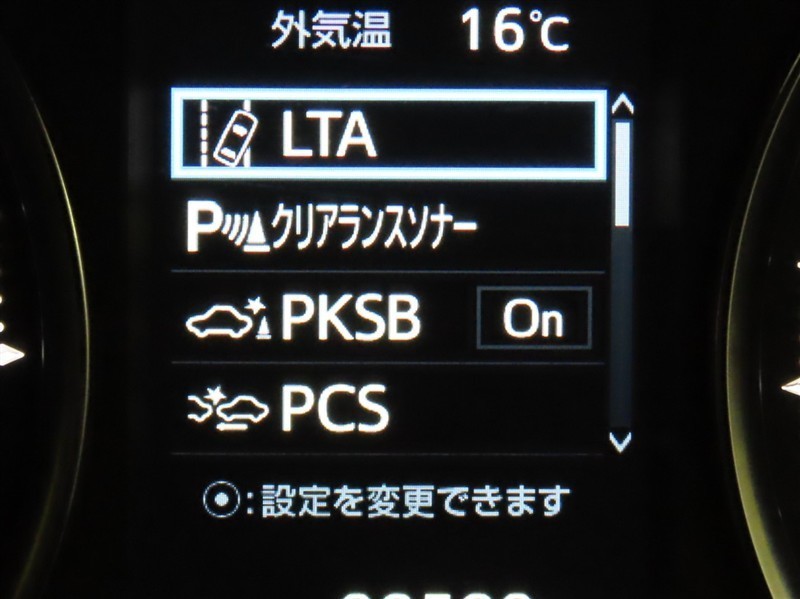 外気温 16℃
LTA
Pクリアランスソナー
PKSB On
PCS
:設定を変更できます